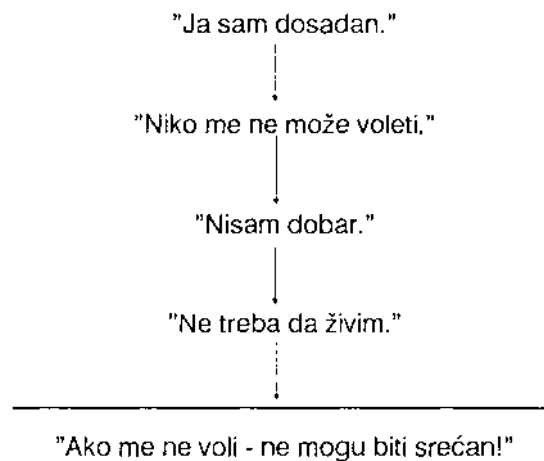 "Ja sam dosadan."
"Niko me ne može voleti."
"Nisam dobar."
"Ne treba da živim."
"Ako me ne voli - ne mogu biti srećan!"